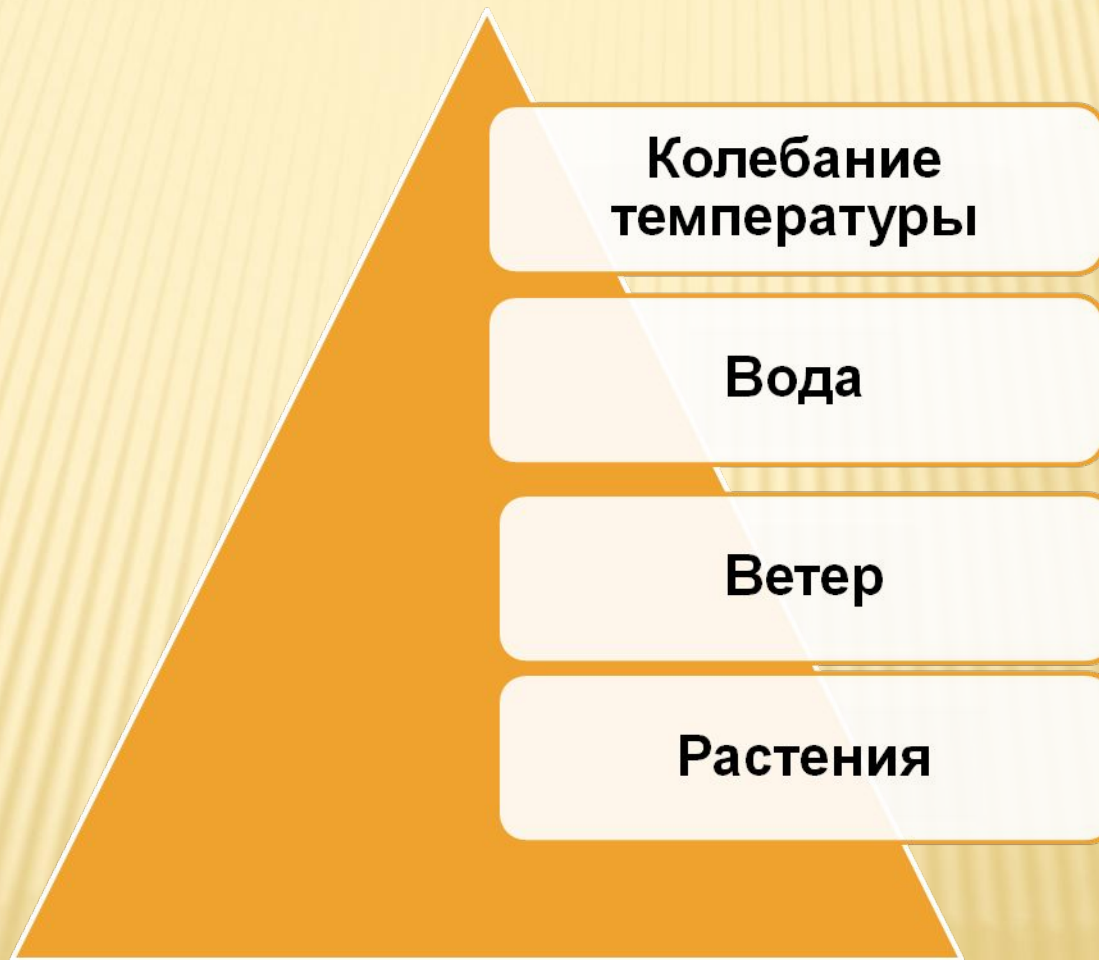 Колебание
температуры
Вода
Ветер
Растения